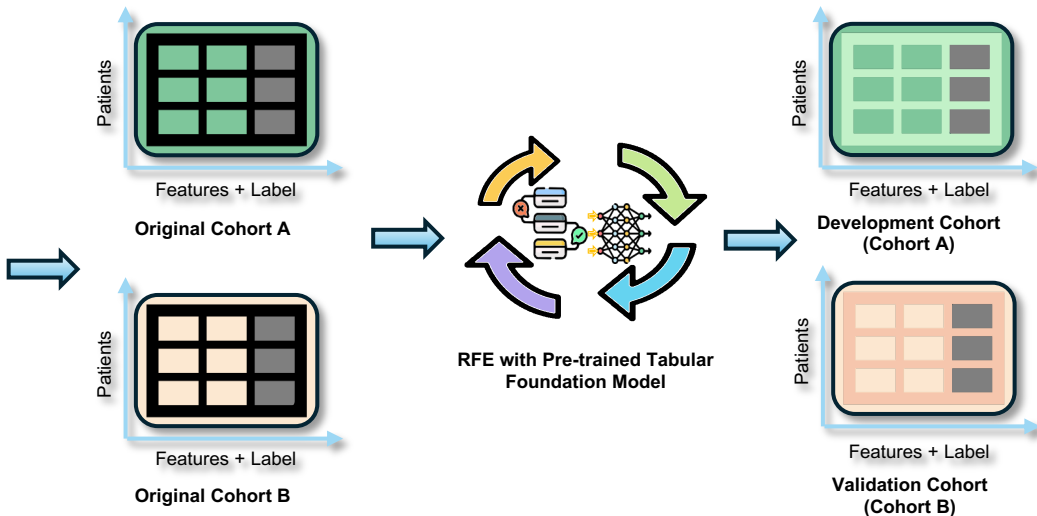 Patients
Features + Label
Original Cohort A
Patients
Features + Label
Original Cohort B
RFE with Pre-trained Tabular
Foundation Model
Patients
Features + Label
Development Cohort
(Cohort A)
Patients
Features + Label
Validation Cohort
(Cohort B)